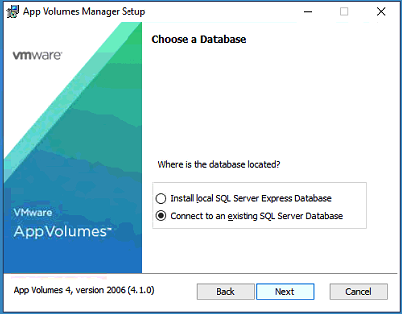 App Volumes Manager Setup
vmware®
Choose a Database
Where is the database located?
Install local SQL Server Express Database
Connect to an existing SQL Server Database
VMware
AppVolumes™
App Volumes 4, version 2006 (4.1.0)
Back
Next
Cancel